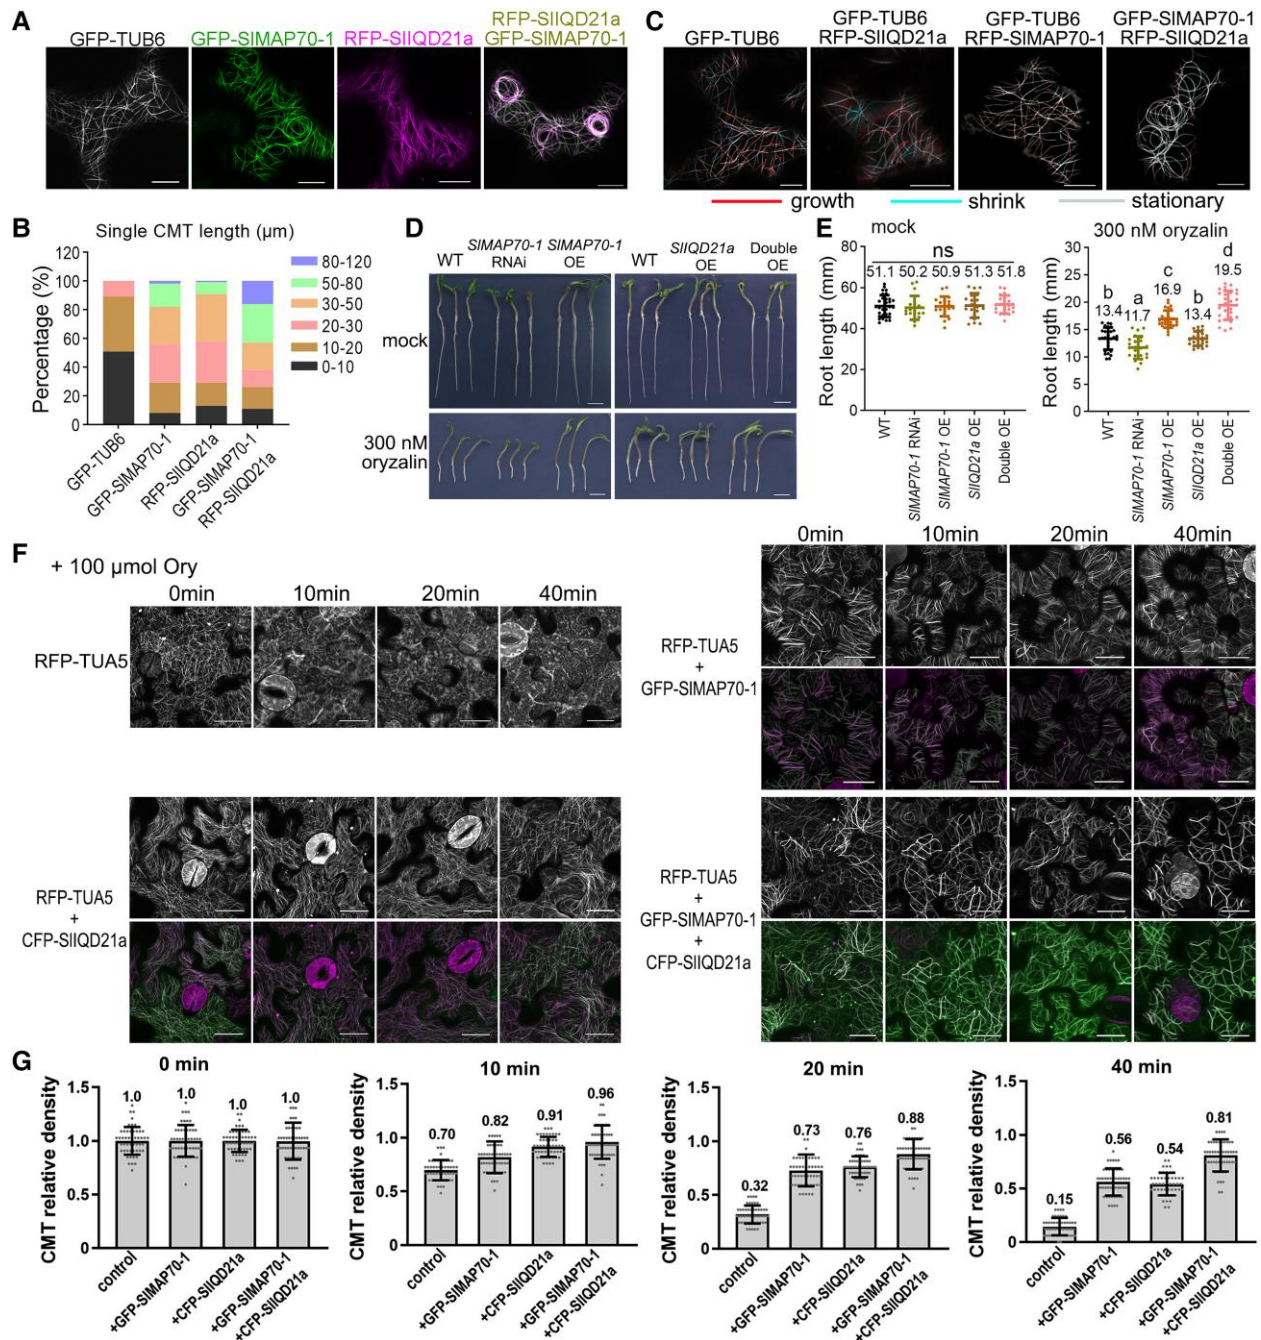 A
GFP-TUB6
GFP-SlMAP70-1
RFP-SlIQD21a
RFP-SlIQD21a
GFP-SlMAP70-1
C
GFP-TUB6
GFP-TUB6
RFP-SlIQD21a
GFP-TUB6
RFP-SlMAP70-1
GFP-SlMAP70-1
RFP-SlIQD21a
growth
shrink
stationary
B
Single CMT length (µm)
Percentage (%)
120
100
80
60
40
20
0
80-120
50-80
30-50
20-30
10-20
0-10
GFP-TUB6
GFP-SlMAP70-1
RFP-SlIQD21a
GFP-SlMAP70-1
RFP-SlIQD21a
D
WT
SlMAP70-1
RNAi
SlMAP70-1
OE
WT
SlIQD21a
OE
Double
OE
mock
300 nM
oryzalin
E
mock
Root length (mm)
80
60
40
20
0
ns
51.1 50.2 50.9 51.3 51.8
WT
SlMAP70-1 RNAi
SlMAP70-1 OE
SlIQD21a OE
Double OE
300 nM oryzalin
Root length (mm)
30
25
20
15
10
5
0
b
13.4
a
11.7
c
16.9
b
13.4
d
19.5
WT
SlMAP70-1 RNAi
SlMAP70-1 OE
SlIQD21a OE
Double OE
F
+ 100 µmol Ory
0min 10min 20min 40min
RFP-TUA5
RFP-TUA5
+
CFP-SlIQD21a
0min 10min 20min 40min
RFP-TUA5
+
GFP-SlMAP70-1
RFP-TUA5
+
GFP-SlMAP70-1
+
CFP-SlIQD21a
G
0 min
CMT relative density
1.5
1.0
0.5
0
1.0 1.0 1.0 1.0
control
+GFP-SlMAP70-1
+CFP-SlIQD21a
+GFP-SlMAP70-1
+CFP-SlIQD21a
10 min
CMT relative density
1.5
1.0
0.5
0
0.70 0.82 0.91 0.96
control
+GFP-SlMAP70-1
+CFP-SlIQD21a
+GFP-SlMAP70-1
+CFP-SlIQD21a
20 min
CMT relative density
1.5
1.0
0.5
0
0.32 0.73 0.76 0.88
control
+GFP-SlMAP70-1
+CFP-SlIQD21a
+GFP-SlMAP70-1
+CFP-SlIQD21a
40 min
CMT relative density
1.5
1.0
0.5
0
0.15 0.56 0.54 0.81
control
+GFP-SlMAP70-1
+CFP-SlIQD21a
+GFP-SlMAP70-1
+CFP-SlIQD21a